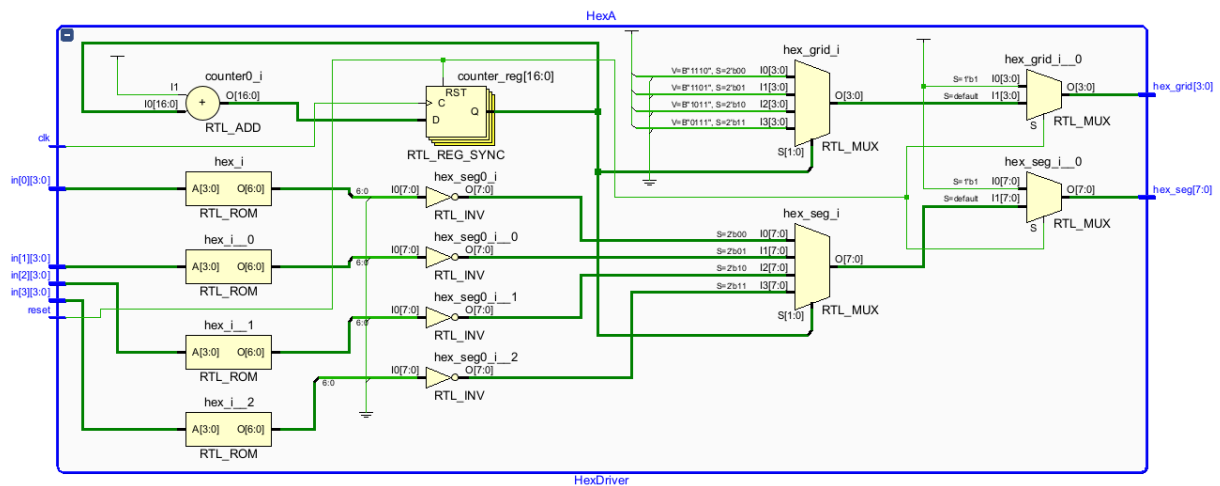 HexA
counter0_i
I1
I0[16:0]
+
O[16:0]
RTL_ADD
counter_reg[16:0]
RST
C
D
Q
RTL_REG_SYNC
hex_grid_i
V=B"1110", S=2'b00
I0[3:0]
V=B"1101", S=2'b01
I1[3:0]
V=B"1011", S=2'b10
I2[3:0]
V=B"0111", S=2'b11
I3[3:0]
O[3:0]
S[1:0]
RTL_MUX
hex_grid_i__0
S=1'b1
I0[3:0]
S=default
I1[3:0]
O[3:0]
S
RTL_MUX
hex_grid[3:0]
clk
in[0][3:0]
in[1][3:0]
in[2][3:0]
in[3][3:0]
reset
hex_i
A[3:0]
O[6:0]
RTL_ROM
6:0
hex_seg0_i
I0[7:0]
O[7:0]
RTL_INV
hex_i__0
A[3:0]
O[6:0]
RTL_ROM
6:0
hex_seg0_i__0
I0[7:0]
O[7:0]
RTL_INV
hex_i__1
A[3:0]
O[6:0]
RTL_ROM
6:0
hex_seg0_i__1
I0[7:0]
O[7:0]
RTL_INV
hex_i__2
A[3:0]
O[6:0]
RTL_ROM
6:0
hex_seg0_i__2
I0[7:0]
O[7:0]
RTL_INV
hex_seg_i
S=2'b00
I0[7:0]
S=2'b01
I1[7:0]
S=2'b10
I2[7:0]
S=2'b11
I3[7:0]
O[7:0]
S[1:0]
RTL_MUX
hex_seg_i__0
S=1'b1
I0[7:0]
S=default
I1[7:0]
O[7:0]
S
RTL_MUX
hex_seg[7:0]
HexDriver